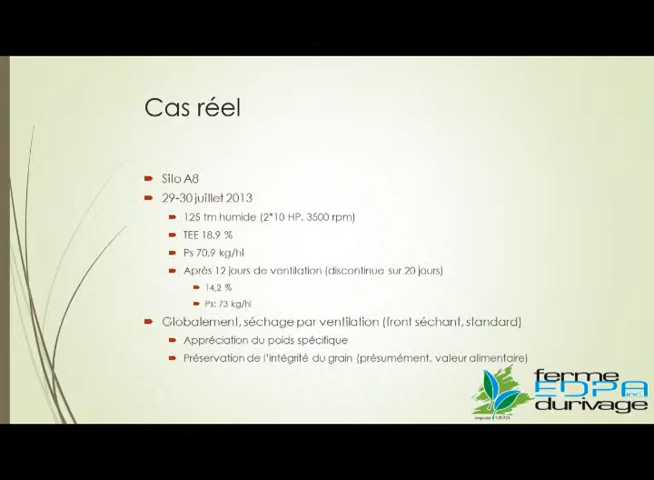 Cas réel
Silo A8
29-30 juillet 2013
125 tm humide (2*10 HP, 3500 rpm)
TEE 18,9 %
Ps 70,9 kg/hl
Après 12 jours de ventilation (discontinue sur 20 jours)
14,2 %
Ps: 73 kg/hl
Globalement, séchage par ventilation (front séchant, standard)
Appréciation du poids spécifique
Préservation de l'intégrité du grain (présumément, valeur alimentaire)
ferme
EDPA inc.
durivage